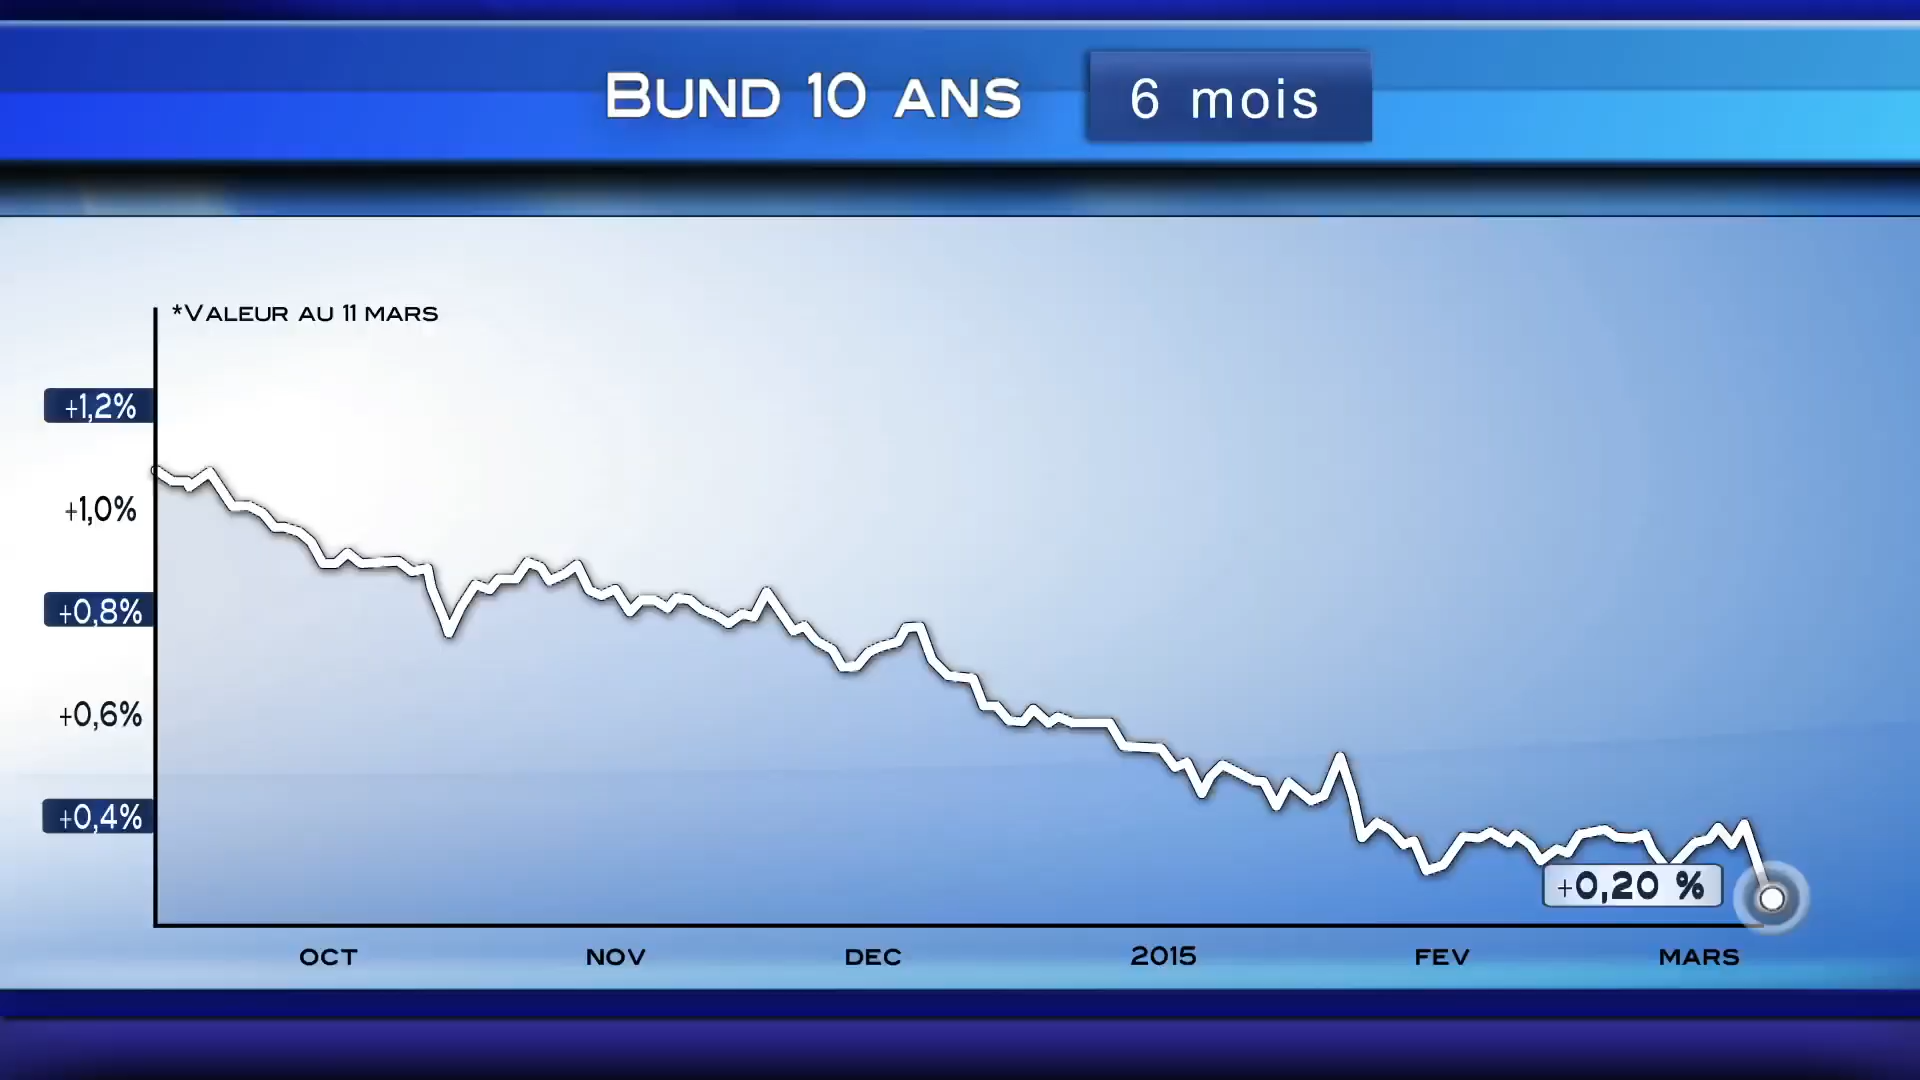 BUND 10 ANS
6 mois
*VALEUR AU 11 MARS
+1,2%
+1,0%
+0,8%
+0,6%
+0,4%
+0,20 %
OCT NOV DEC 2015 FEV MARS